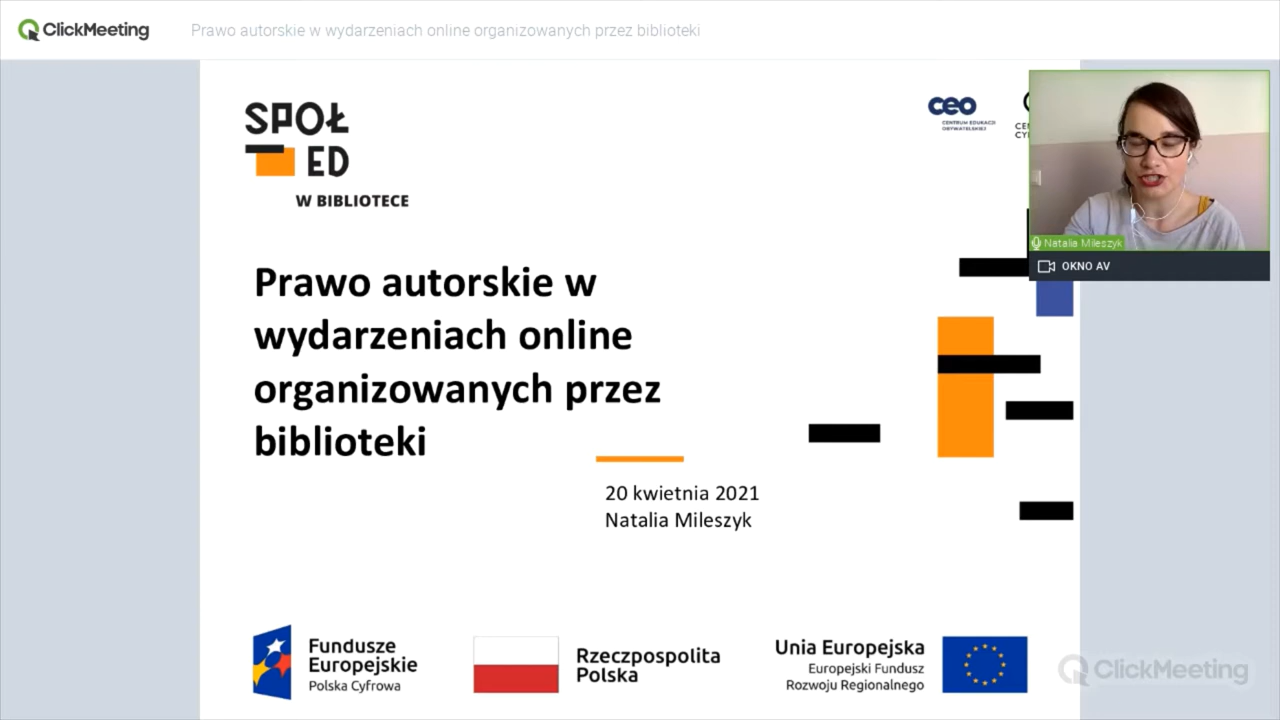 ClickMeeting
Prawo autorskie w wydarzeniach online organizowanych przez biblioteki
SPOŁ
ED
W BIBLIOTECE
ceo
CENTRUM EDUKACJI
OBYWATELSKIEJ
Natalia Mileszyk
OKNO AV
Prawo autorskie w
wydarzeniach online
organizowanych przez
biblioteki
20 kwietnia 2021
Natalia Mileszyk
Fundusze
Europejskie
Polska Cyfrowa
Rzeczpospolita
Polska
Unia Europejska
Europejski Fundusz
Rozwoju Regionalnego
ClickMeeting